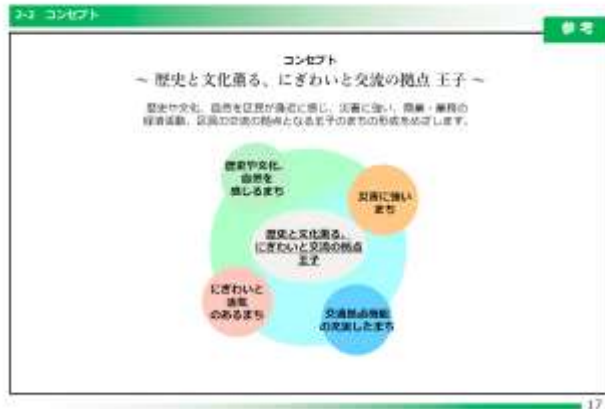 2-2 コンセプト
参考
コンセプト
～ 歴史と文化薫る、にぎわいと交流の拠点 王子 ～
歴史や文化、自然を区民が身近に感じ、災害に強い、商業・業務の
経済活動、区民の交流の拠点となる王子のまちの形成をめざします。
歴史や文化、
自然を
感じるまち
災害に強い
まち
歴史と文化薫る、
にぎわいと交流の拠点
王子
にぎわいと
活気
のあるまち
交通結節機能
の充実したまち
17